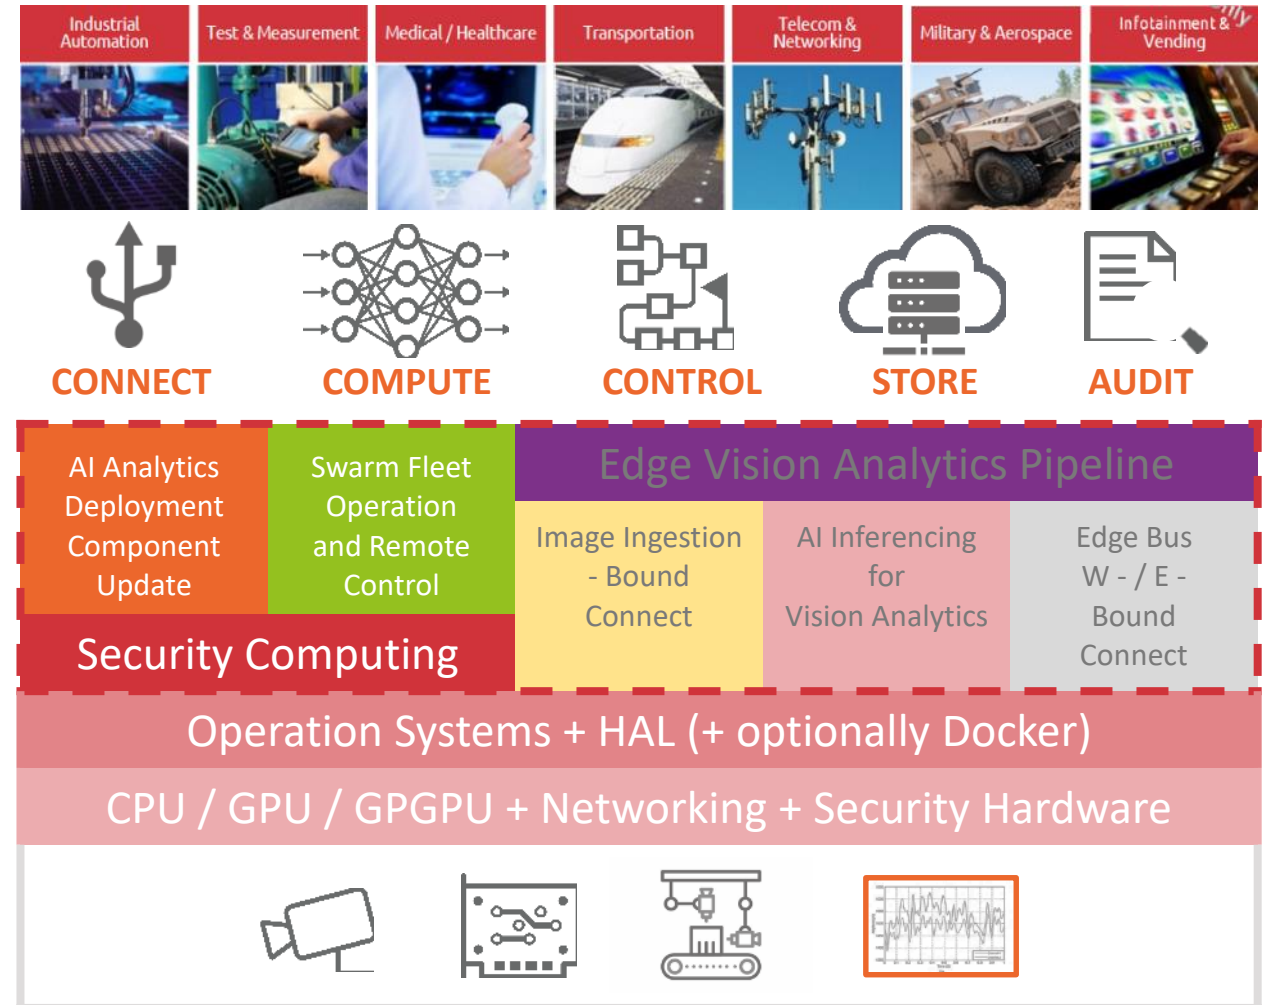 Industrial
Automation
Test & Measurement
Medical / Healthcare
Transportation
Telecom &
Networking
Military & Aerospace
Infotainment &
Vending
CONNECT
COMPUTE
CONTROL
STORE
AUDIT
AI Analytics
Deployment
Component
Update
Swarm Fleet
Operation
and Remote
Control
Security Computing
Edge Vision Analytics Pipeline
Image Ingestion
- Bound
Connect
AI Inferencing
for
Vision Analytics
Edge Bus
W - / E -
Bound
Connect
Operation Systems + HAL (+ optionally Docker)
CPU / GPU / GPGPU + Networking + Security Hardware